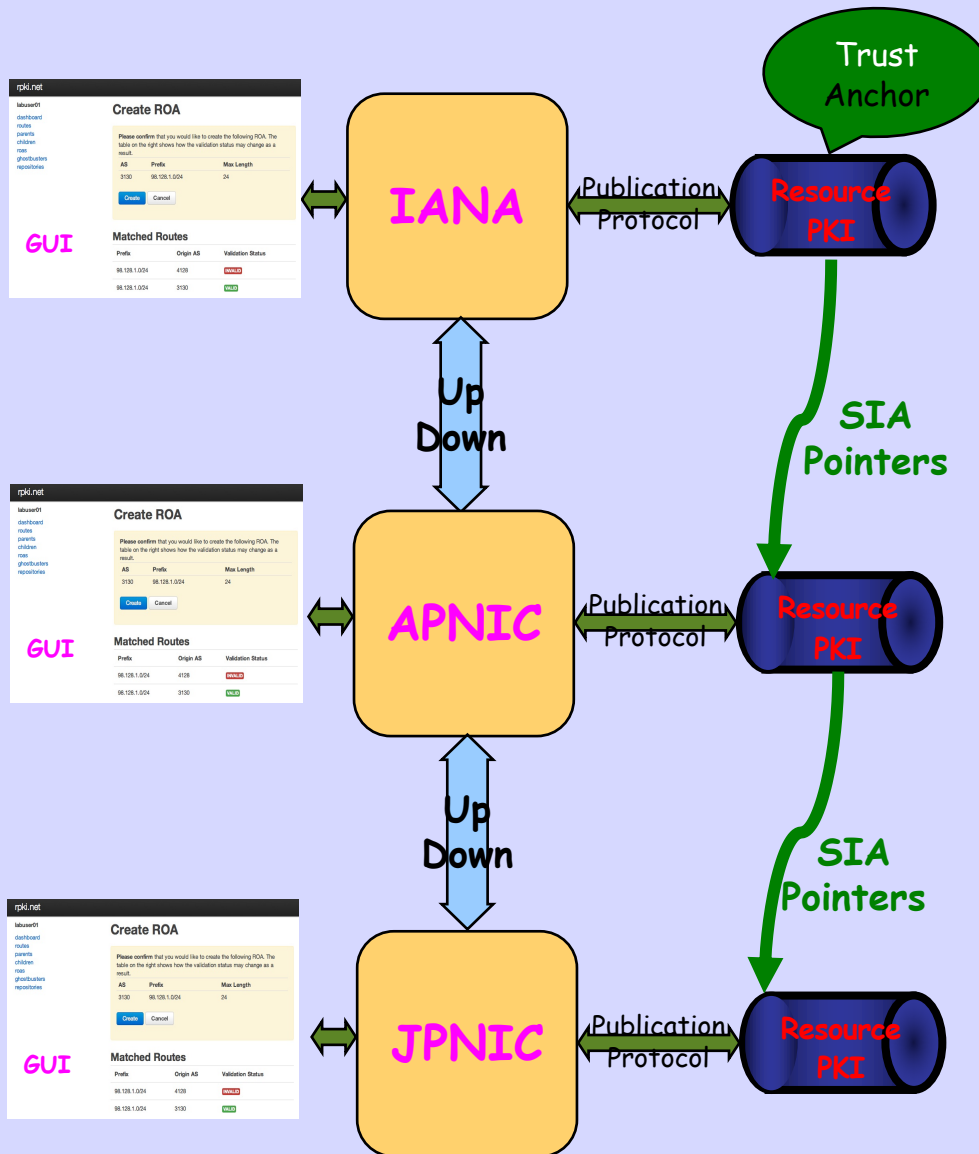 Trust
Anchor
rpki.net
labuser01
dashboard
routes
parents
children
roas
ghostbusters
repositories
GUI
Create ROA
Please confirm that you would like to create the following ROA. The
table on the right shows how the validation status may change as a
result.
AS Prefix Max Length
3130 98.128.1.0/24 24
Create Cancel
Matched Routes
Prefix Origin AS Validation Status
98.128.1.0/24 4128 INVALID
98.128.1.0/24 3130 VALID
IANA
Publication
Protocol
Resource
PKI
Up
Down
SIA
Pointers
rpki.net
labuser01
dashboard
routes
parents
children
roas
ghostbusters
repositories
GUI
Create ROA
Please confirm that you would like to create the following ROA. The
table on the right shows how the validation status may change as a
result.
AS Prefix Max Length
3130 98.128.1.0/24 24
Create Cancel
Matched Routes
Prefix Origin AS Validation Status
98.128.1.0/24 4128 INVALID
98.128.1.0/24 3130 VALID
APNIC
Publication
Protocol
Resource
PKI
Up
Down
SIA
Pointers
rpki.net
labuser01
dashboard
routes
parents
children
roas
ghostbusters
repositories
GUI
Create ROA
Please confirm that you would like to create the following ROA. The
table on the right shows how the validation status may change as a
result.
AS Prefix Max Length
3130 98.128.1.0/24 24
Create Cancel
Matched Routes
Prefix Origin AS Validation Status
98.128.1.0/24 4128 INVALID
98.128.1.0/24 3130 VALID
JPNIC
Publication
Protocol
Resource
PKI